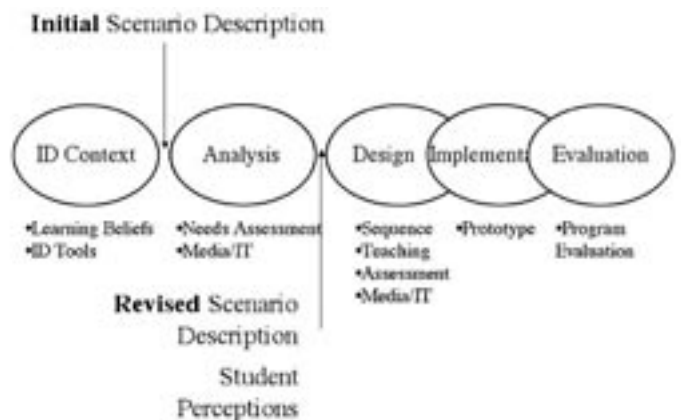 Initial Scenario Description
ID Context
Analysis
Design
Implementa
Evaluation
•Learning Beliefs
•ID Tools
•Needs Assessment
•Media/IT
•Sequence
•Teaching
•Assessment
•Media/IT
•Prototype
•Program
Evaluation
Revised Scenario
Description
Student
Perceptions